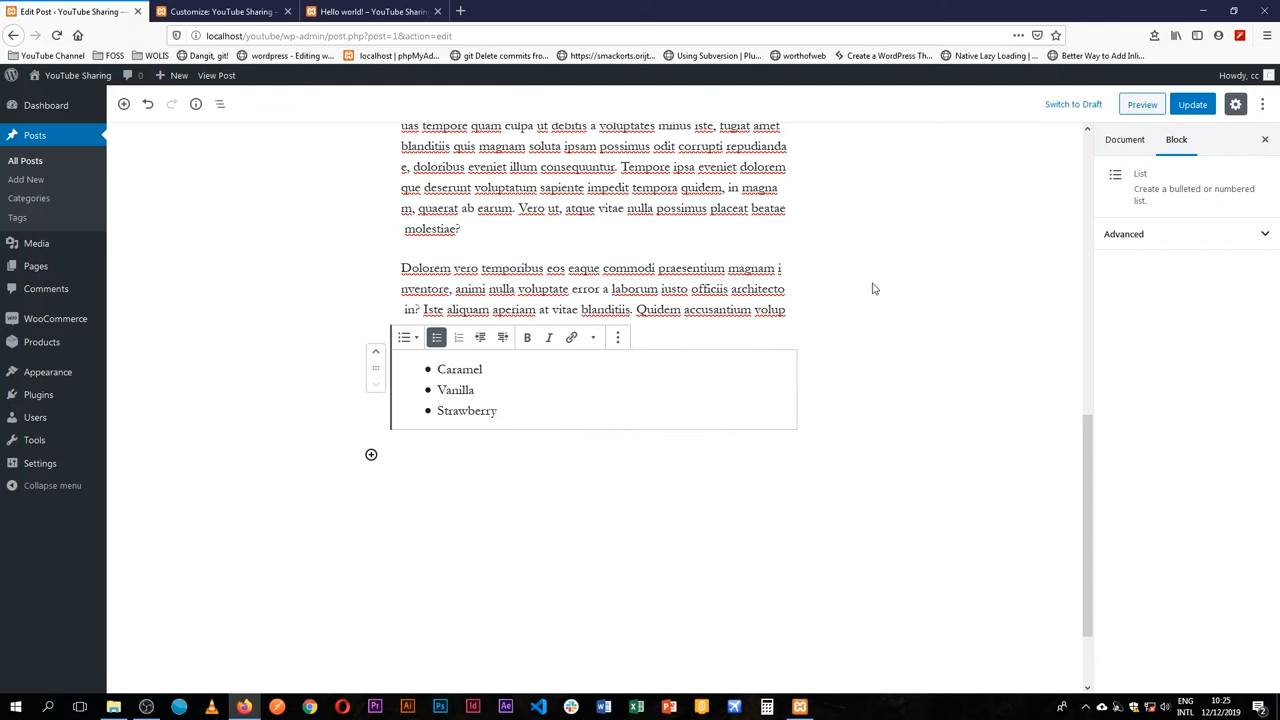 Edit Post ‹ YouTube Sharing —
Customize: YouTube Sharing –
Hello world! – YouTube Sharing
localhost/youtube/wp-admin/post.php?post=1&action=edit
YouTube Channel
FOSS
WOLIS
Dangit, git!
wordpress - Editing w...
localhost | phpMyAd...
git Delete commits fro...
https://smackorts.orijt...
Using Subversion | Plu...
worthofweb
Create a WordPress T...
Native Lazy Loading | ...
Better Way to Add Inli...
YouTube Sharing
0
New
View Post
Howdy, cc
Dashboard
Posts
All Posts
Add New
Categories
Tags
Media
Pages
Comments
WooCommerce
Products
Appearance
Plugins
Users
Tools
Settings
Collapse menu
Switch to Draft
Preview
Update
uas tempore quam culpa ut debitis a voluptates minus iste, fugiat amet
blanditiis quis magnam soluta ipsam possimus odit corrupti repudianda
e, doloribus eveniet illum consequuntur. Tempore ipsa eveniet dolorem
que deserunt voluptatum sapiente impedit tempora quidem, in magna
m, quaerat ab earum. Vero ut, atque vitae nulla possimus placeat beatae
molestiae?
Dolorem vero temporibus eos eaque commodi praesentium magnam i
nventore, animi nulla voluptate error a laborum iusto officiis architecto
in? Iste aliquam aperiam at vitae blanditiis. Quidem accusantium volup
B I
Caramel
Vanilla
Strawberry
Document
Block
List
Create a bulleted or numbered
list.
Advanced
ENG
INTL
10:25
12/12/2019